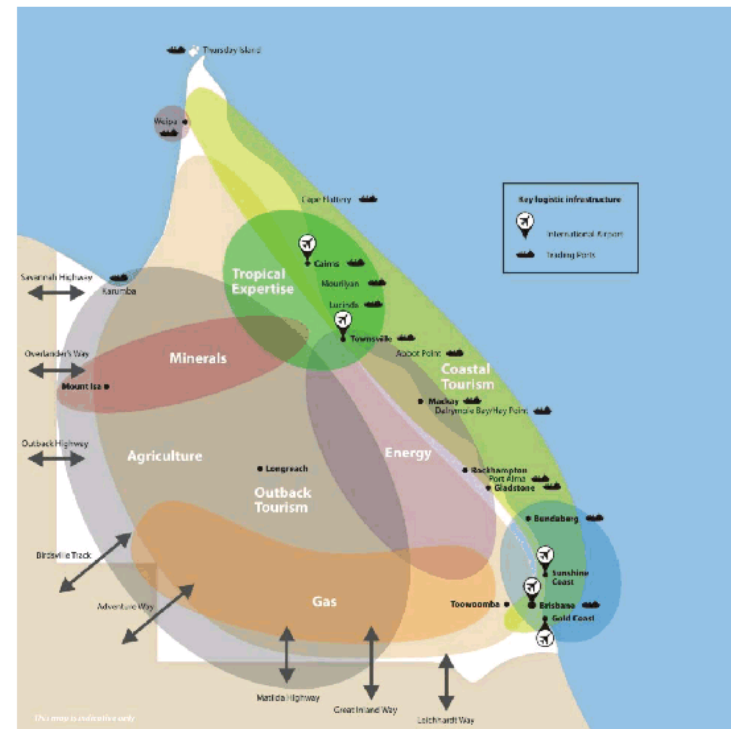 Thursday Island
Weipa
Cape Flattery
Key logistic infrastructure
International Airport
Trading Ports
Cairns
Tropical
Expertise
Mourilyan
Savannah Highway
Karumba
Lucinda
Townsville
Overlander's Way
Minerals
Abbot Point
Coastal
Tourism
Mount Isa
Mackay
Dalrymple Bay/Hay Point
Outback Highway
Agriculture
Energy
Longreach
Rockhampton
Port Alma
Gladstone
Outback
Tourism
Bundaberg
Birdsville Track
Sunshine
Coast
Adventure Way
Gas
Toowoomba
Brisbane
Gold Coast
Matilda Highway
Great Inland Way
Leichhardt Way
This map is indicative only